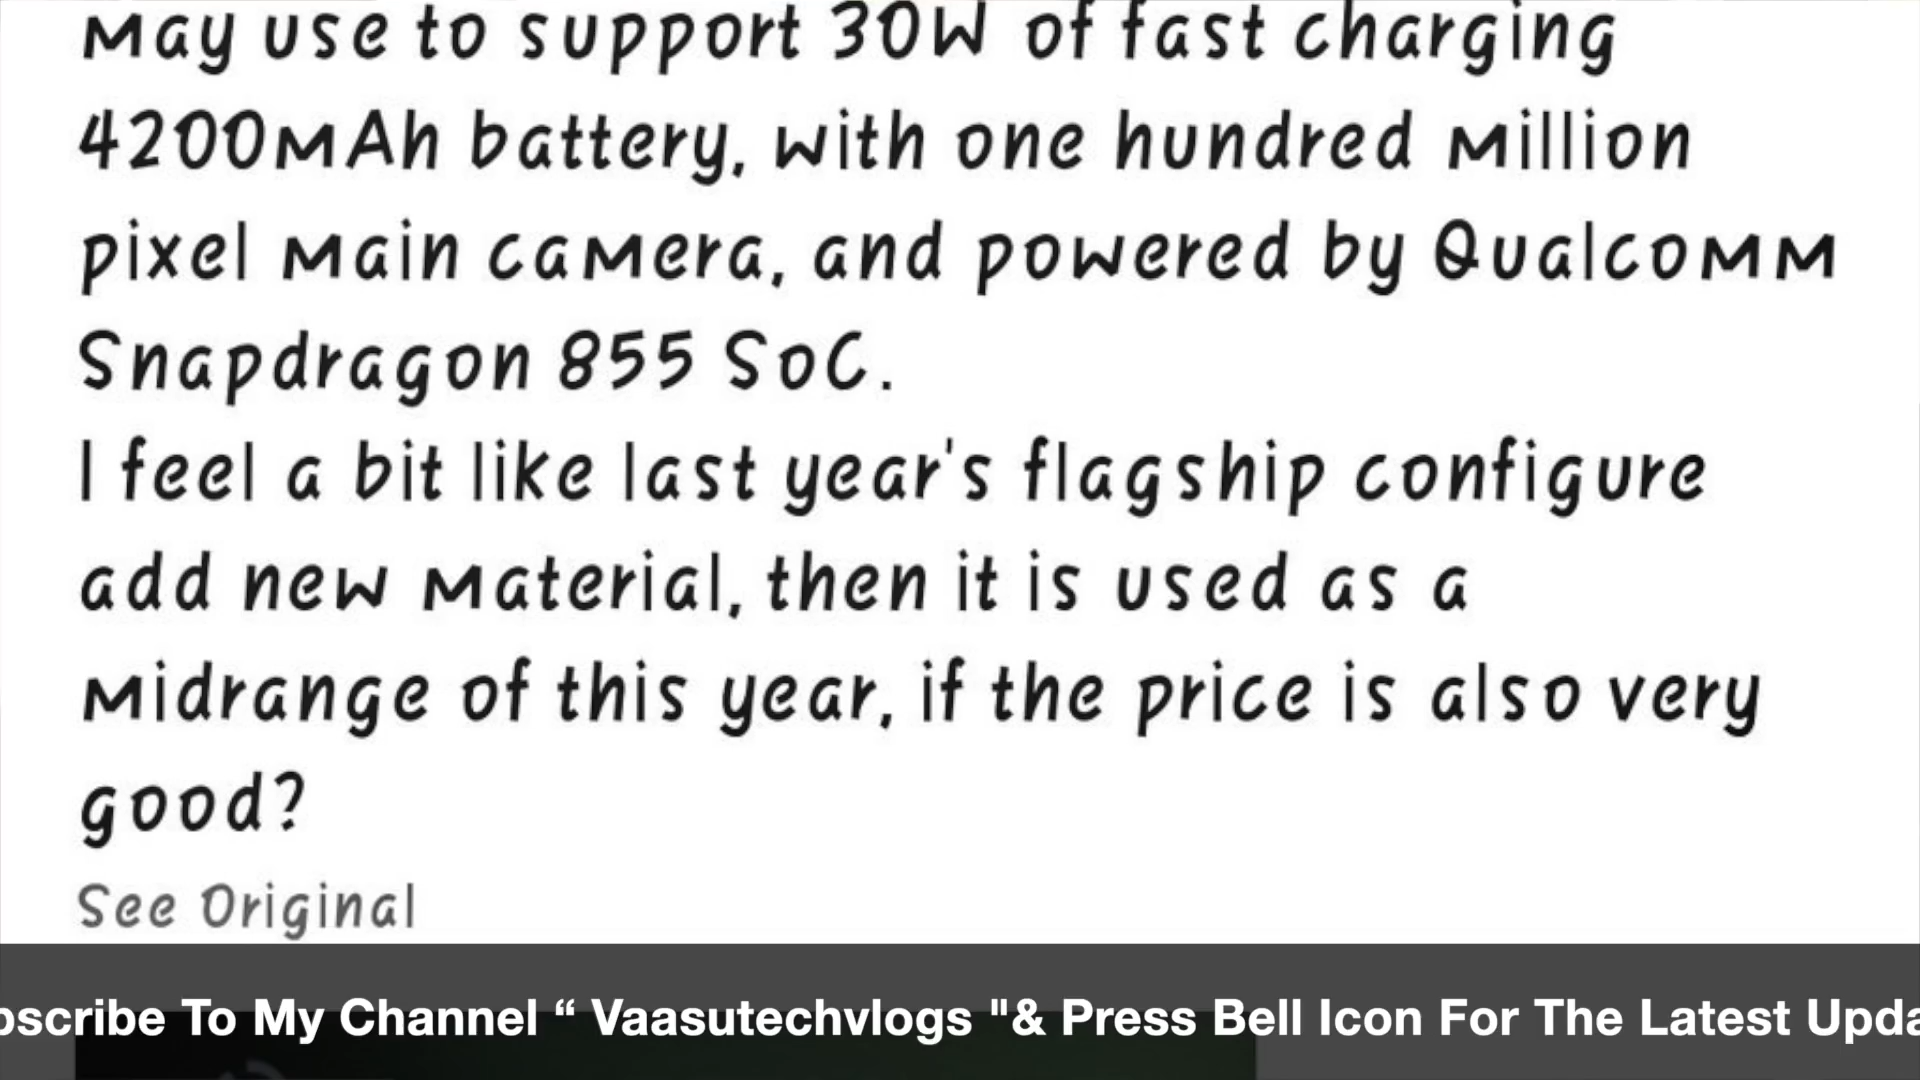 May use to support 30W of fast charging
4200mAh battery, with one hundred million
pixel main camera, and powered by Qualcomm
Snapdragon 855 SoC.
I feel a bit like last year's flagship configure
add new material, then it is used as a
midrange of this year, if the price is also very
good?
See Original
bscribe To My Channel “ Vaasutechvlogs "& Press Bell Icon For The Latest Upda